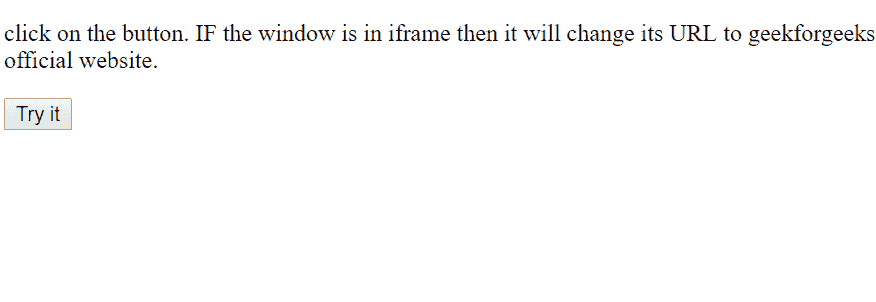 click on the button. IF the window is in iframe then it will change its URL to geekforgeeks
official website.
Try it